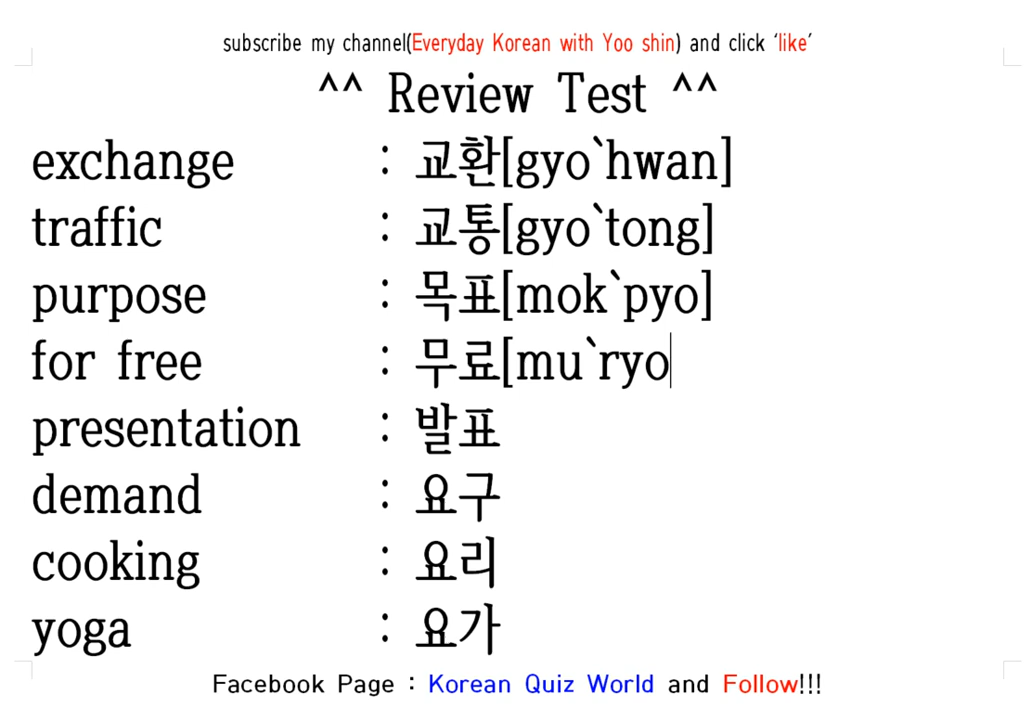 subscribe my channel(Everyday Korean with Yoo shin) and click ‘like’
^^ Review Test ^^
exchange : 교환[gyo`hwan]
traffic : 교통[gyo`tong]
purpose : 목표[mok`pyo]
for free : 무료[mu`ryo
presentation : 발표
demand : 요구
cooking : 요리
yoga : 요가
Facebook Page : Korean Quiz World and Follow!!!